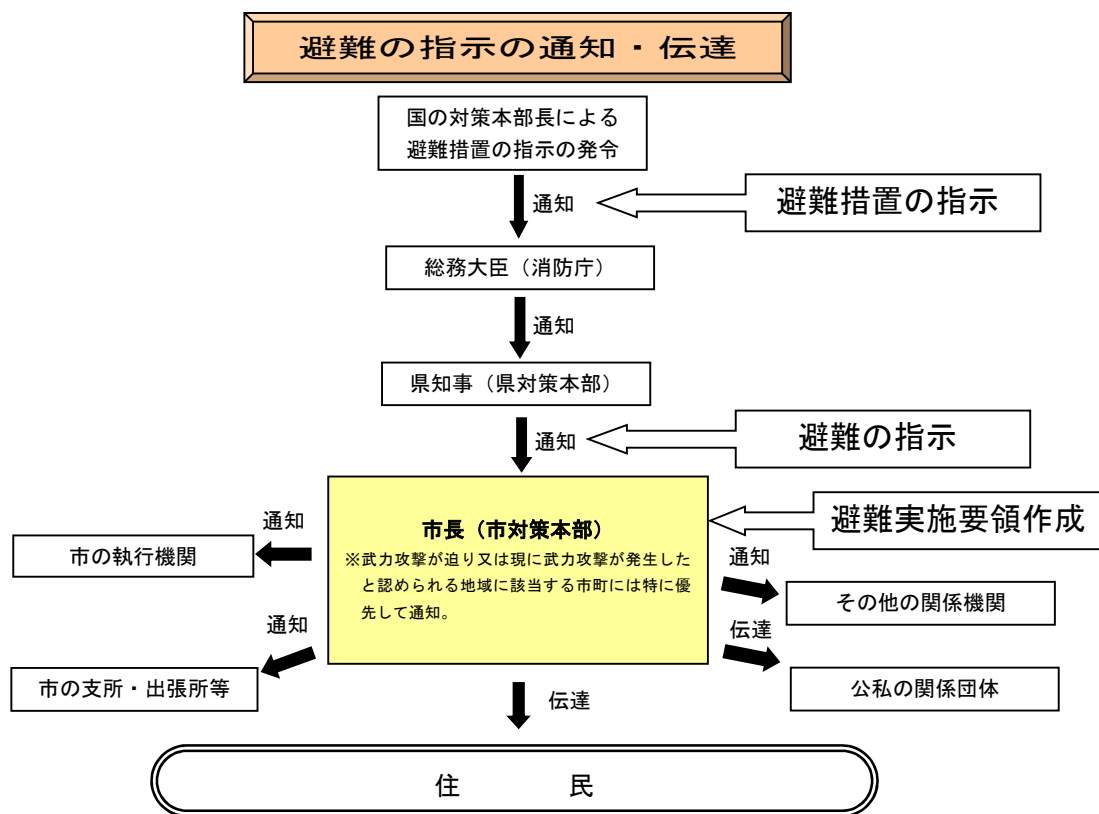 避難の指示の通知・伝達
国の対策本部長による
避難措置の指示の発令
通知
避難措置の指示
総務大臣（消防庁）
通知
県知事（県対策本部）
通知
避難の指示
市長（市対策本部）
※武力攻撃が迫り又は現に武力攻撃が発生した
と認められる地域に該当する市町には特に優
先して通知。
避難実施要領作成
通知
市の執行機関
通知
その他の関係機関
通知
市の支所・出張所等
伝達
公私の関係団体
伝達
住　　　民